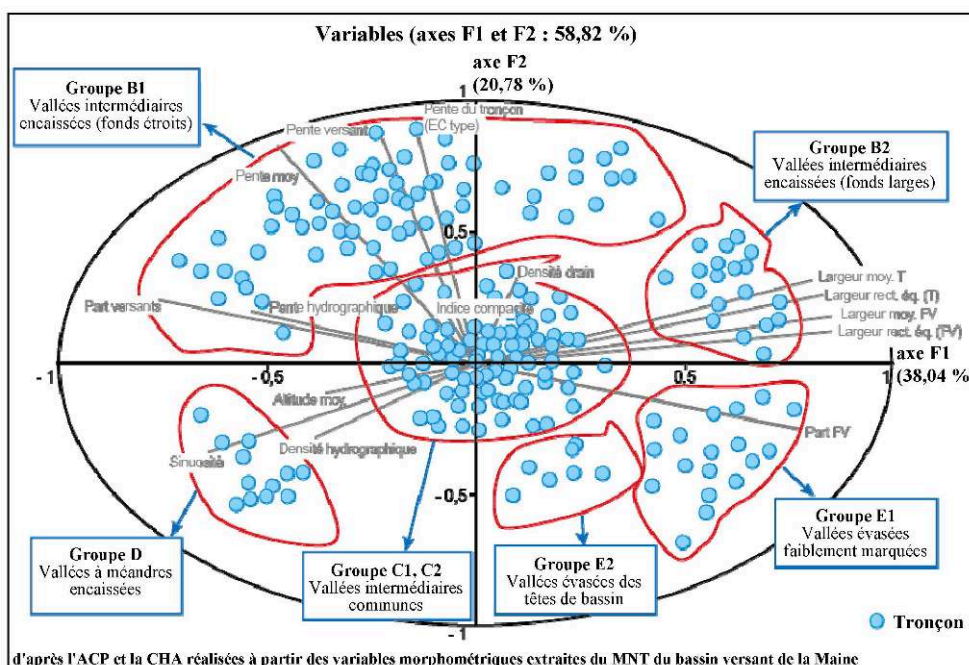 Variables (axes F1 et F2 : 58,82 %)
axe F2
(20,78 %)
Groupe B1
Vallées intermédiaires
encaissées (fonds étroits)
1
Pente du tronçon
(EC type)
Pente versant
Pente moy
Groupe B2
Vallées intermédiaires
encaissées (fonds larges)
0,5
Densité drain
Largeur moy. T
Largeur rect. éq. (T)
Part versants
Pente hydrographique
Indice compacité
Largeur moy. FV
Largeur rect. éq. (FV)
axe F1
(38,04 %
- 1
- 0,5
0,5
1
Altitude moy.
Part FV
Sinuosité
Densité hydrographique
- 0,5
Groupe D
Vallées à méandres
encaissées
Groupe C1, C2
Vallées intermédiaires
communes
Groupe E2
Vallées évasées des
têtes de bassin
Groupe E1
Vallées évasées
faiblement marquées
- 1
Tronçon
d'après l'ACP et la CHA réalisées à partir des variables morphométriques extraites du MNT du bassin versant de la Maine